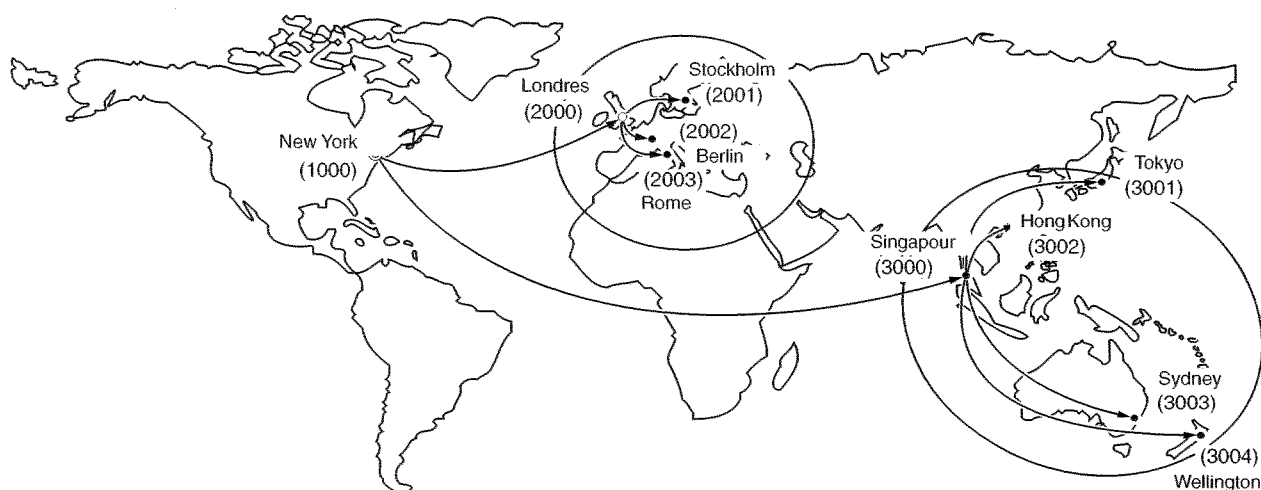 Stockholm
(2001)
Londres
(2000)
(2002)
Berlin
(2003)
Rome
New York
(1000)
Tokyo
(3001)
Hong Kong
(3002)
Singapour
(3000)
Sydney
(3003)
(3004)
Wellington